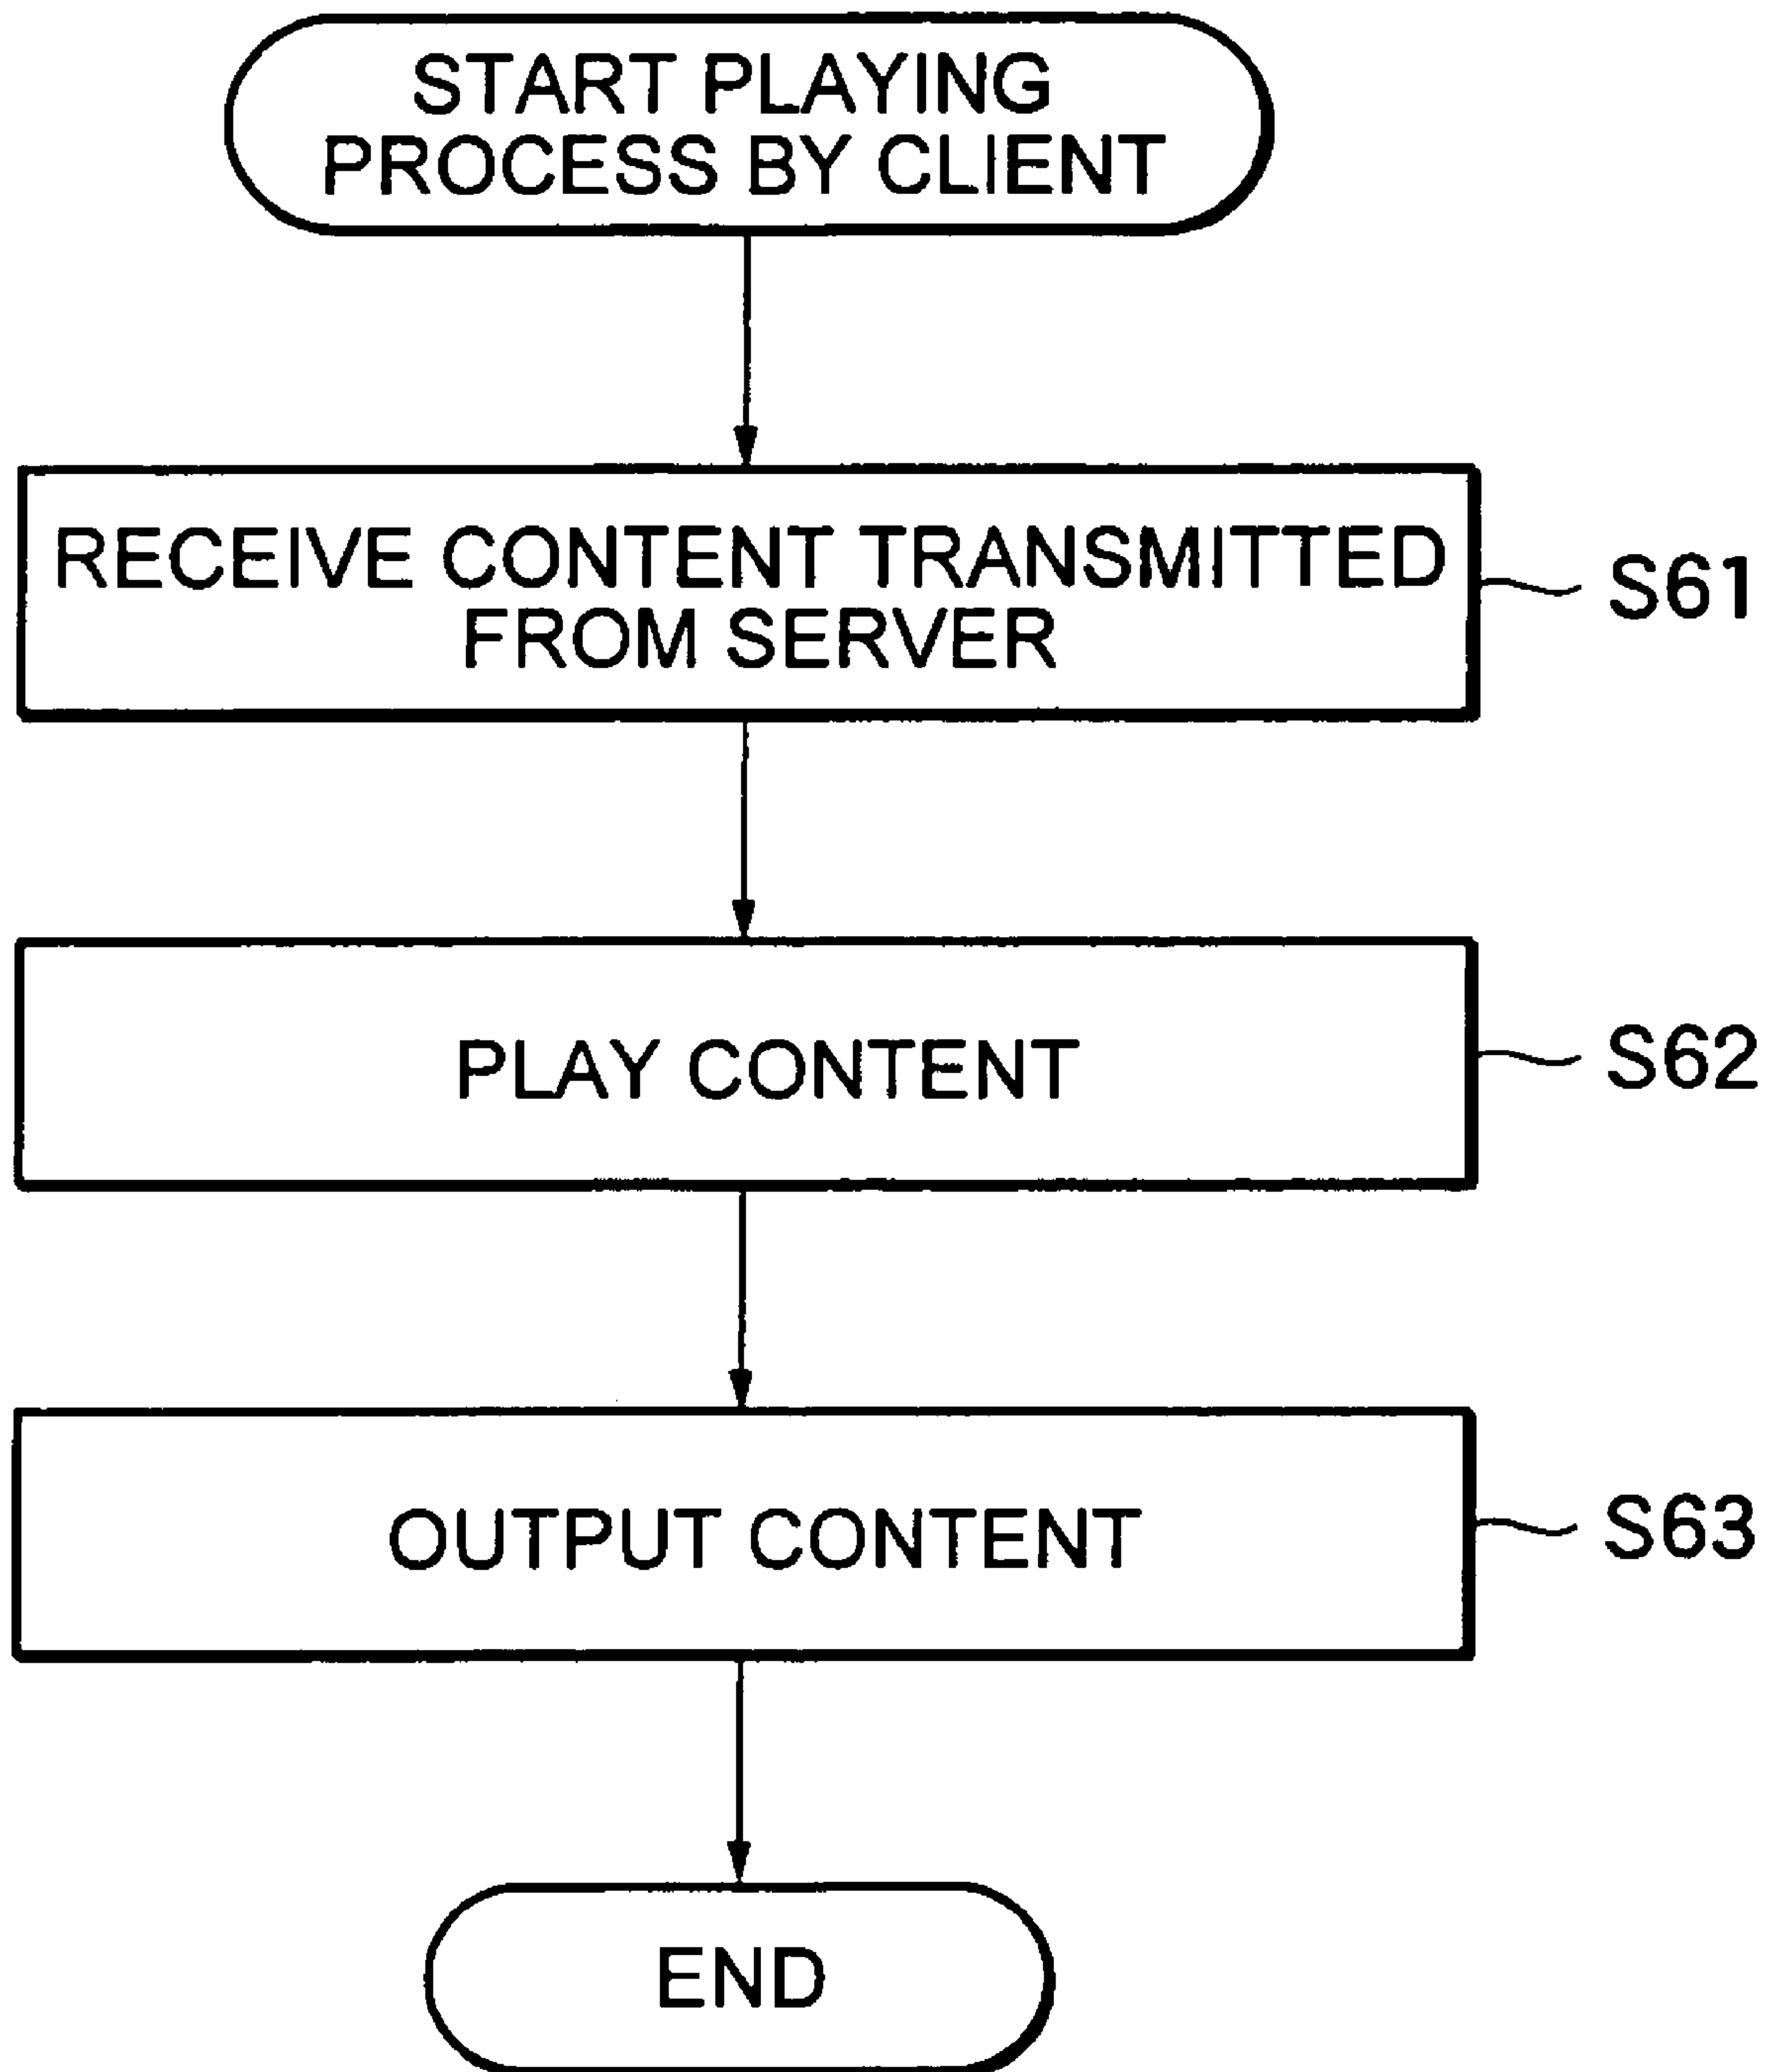 START PLAYING
PROCESS BY CLIENT
RECEIVE CONTENT TRANSMITTED
FROM SERVER
S61
PLAY CONTENT
S62
OUTPUT CONTENT
S63
END